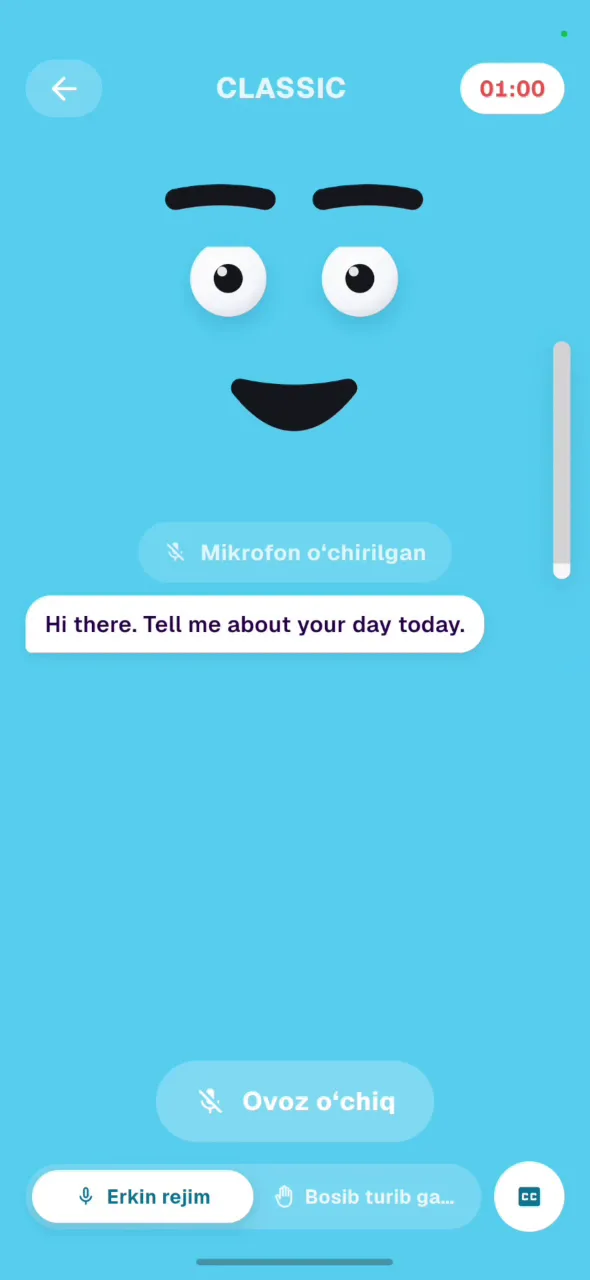 CLASSIC
01:00
Mikrofon o‘chirilgan
Hi there. Tell me about your day today.
Ovoz o‘chiq
Erkin rejim
Bosib turib ga...
CC